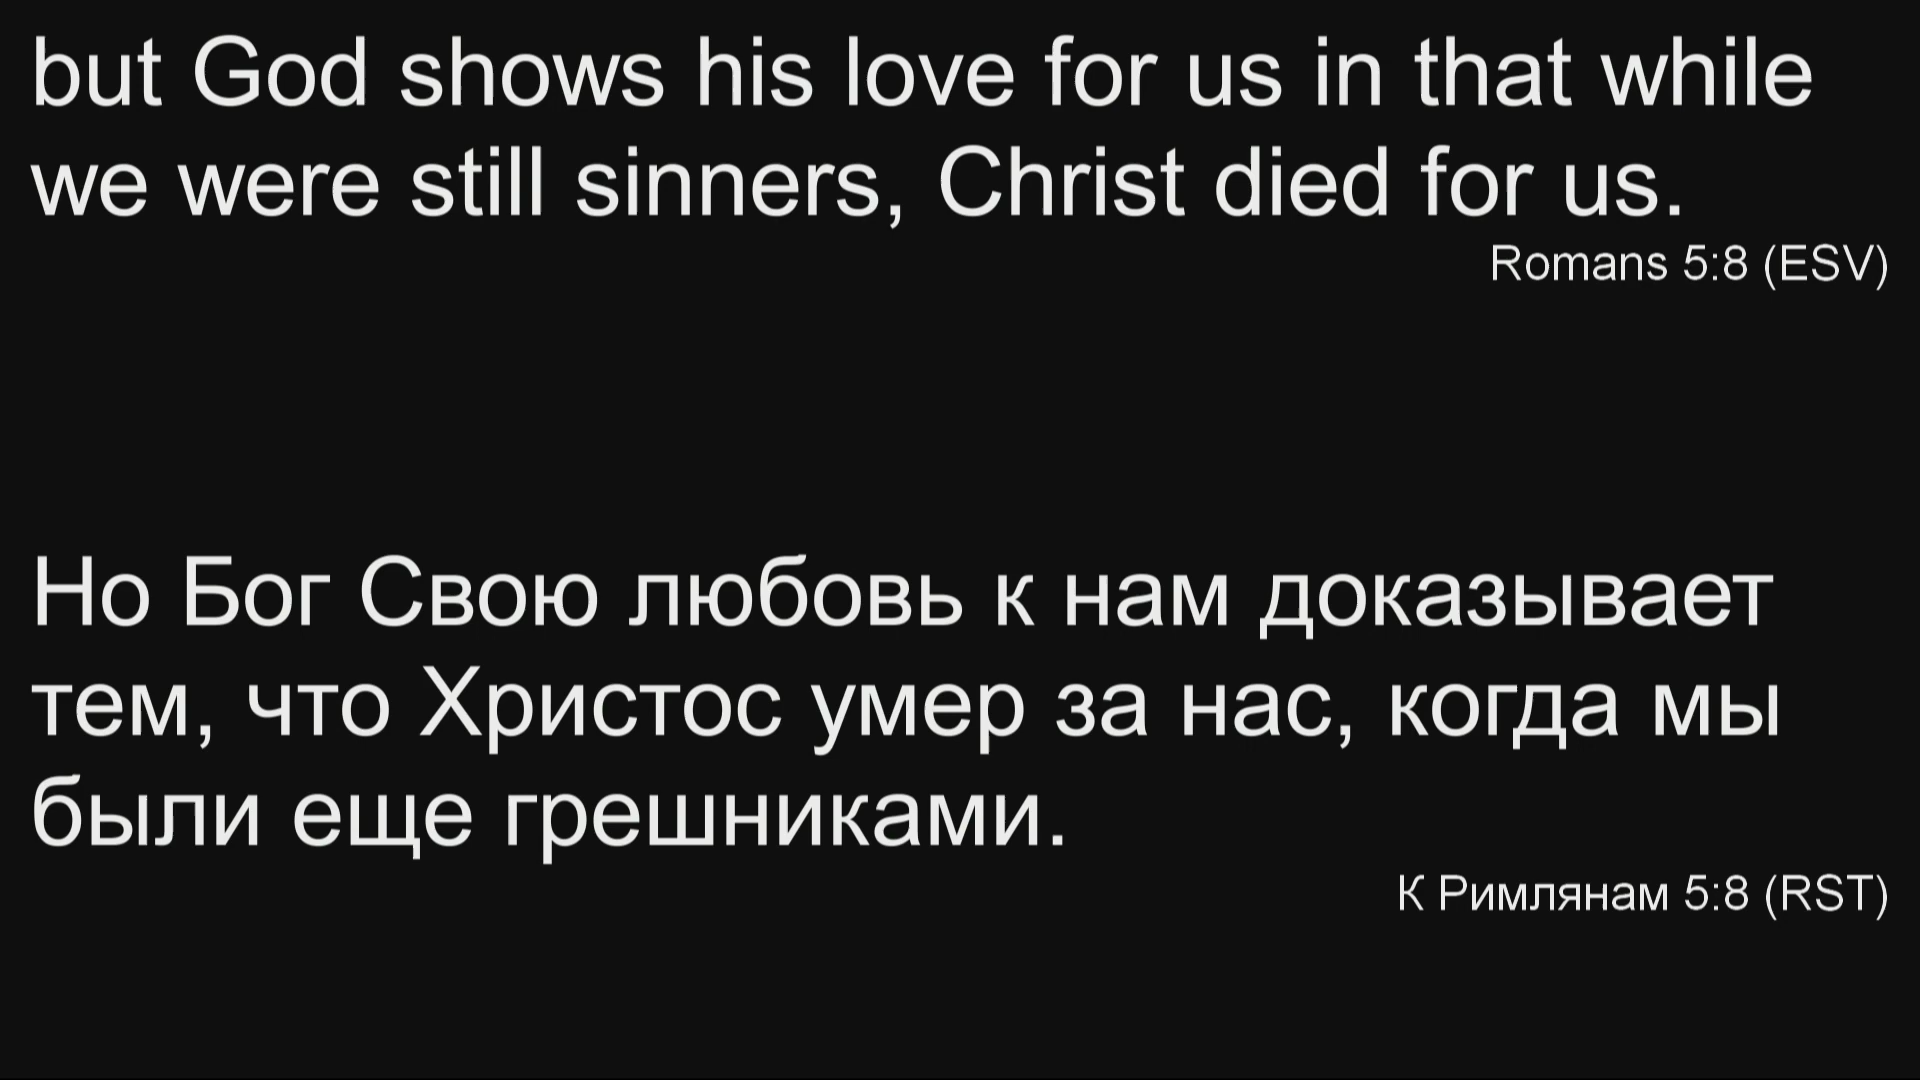 but God shows his love for us in that while
we were still sinners, Christ died for us.
Romans 5:8 (ESV)
Но Бог Свою любовь к нам доказывает
тем, что Христос умер за нас, когда мы
были еще грешниками.
К Римлянам 5:8 (RST)